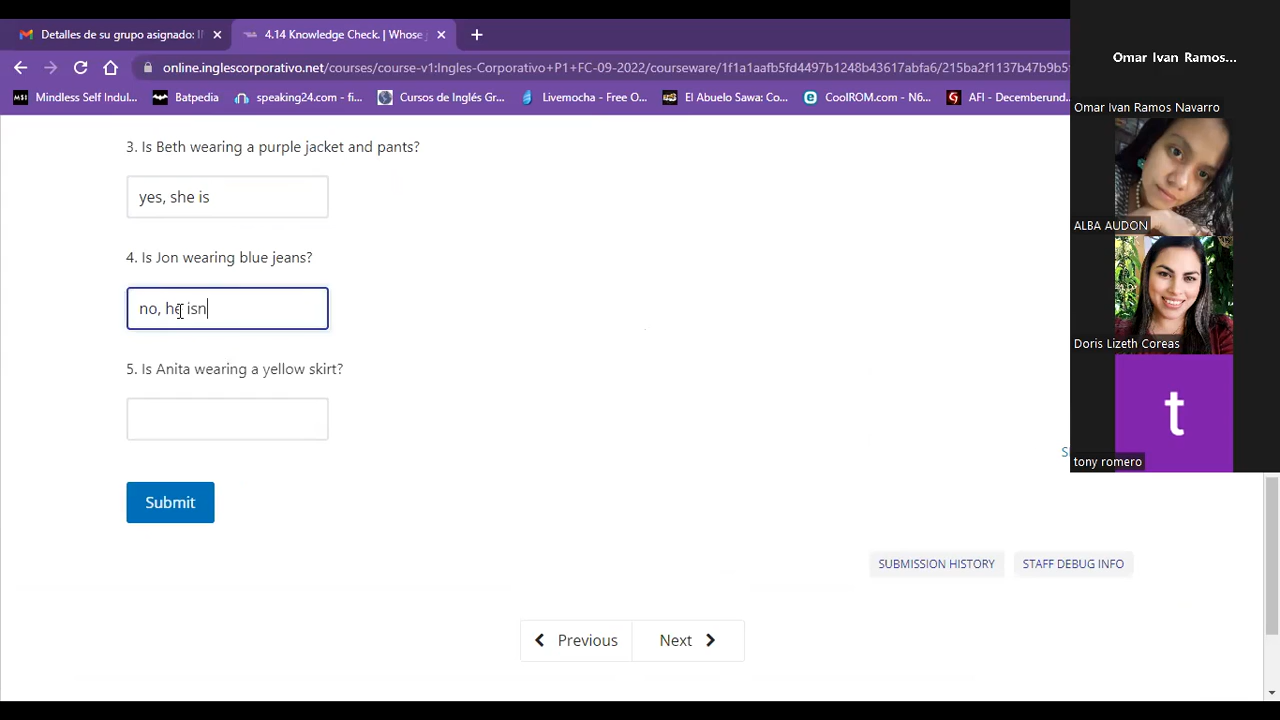 Detalles de su grupo asignado: I
4.14 Knowledge Check. | Whose
online.inglescorporativo.net/courses/course-v1:Ingles-Corporativo+P1+FC-09-2022/courseware/1f1a1aafb5fd4497b1248b43617abfa6/215ba2f1137b47b9b5
Mindless Self Indul...
Batpedia
speaking24.com - fi...
Cursos de Inglés Gr...
Livemocha - Free O...
El Abuelo Sawa: Co...
CoolROM.com - N6...
AFI - Decemberund...
3. Is Beth wearing a purple jacket and pants?
yes, she is
4. Is Jon wearing blue jeans?
no, he isn
5. Is Anita wearing a yellow skirt?
Submit
SUBMISSION HISTORY
STAFF DEBUG INFO
Previous
Next
Omar Ivan Ramos...
Omar Ivan Ramos Navarro
ALBA AUDON
Doris Lizeth Coreas
t
tony romero